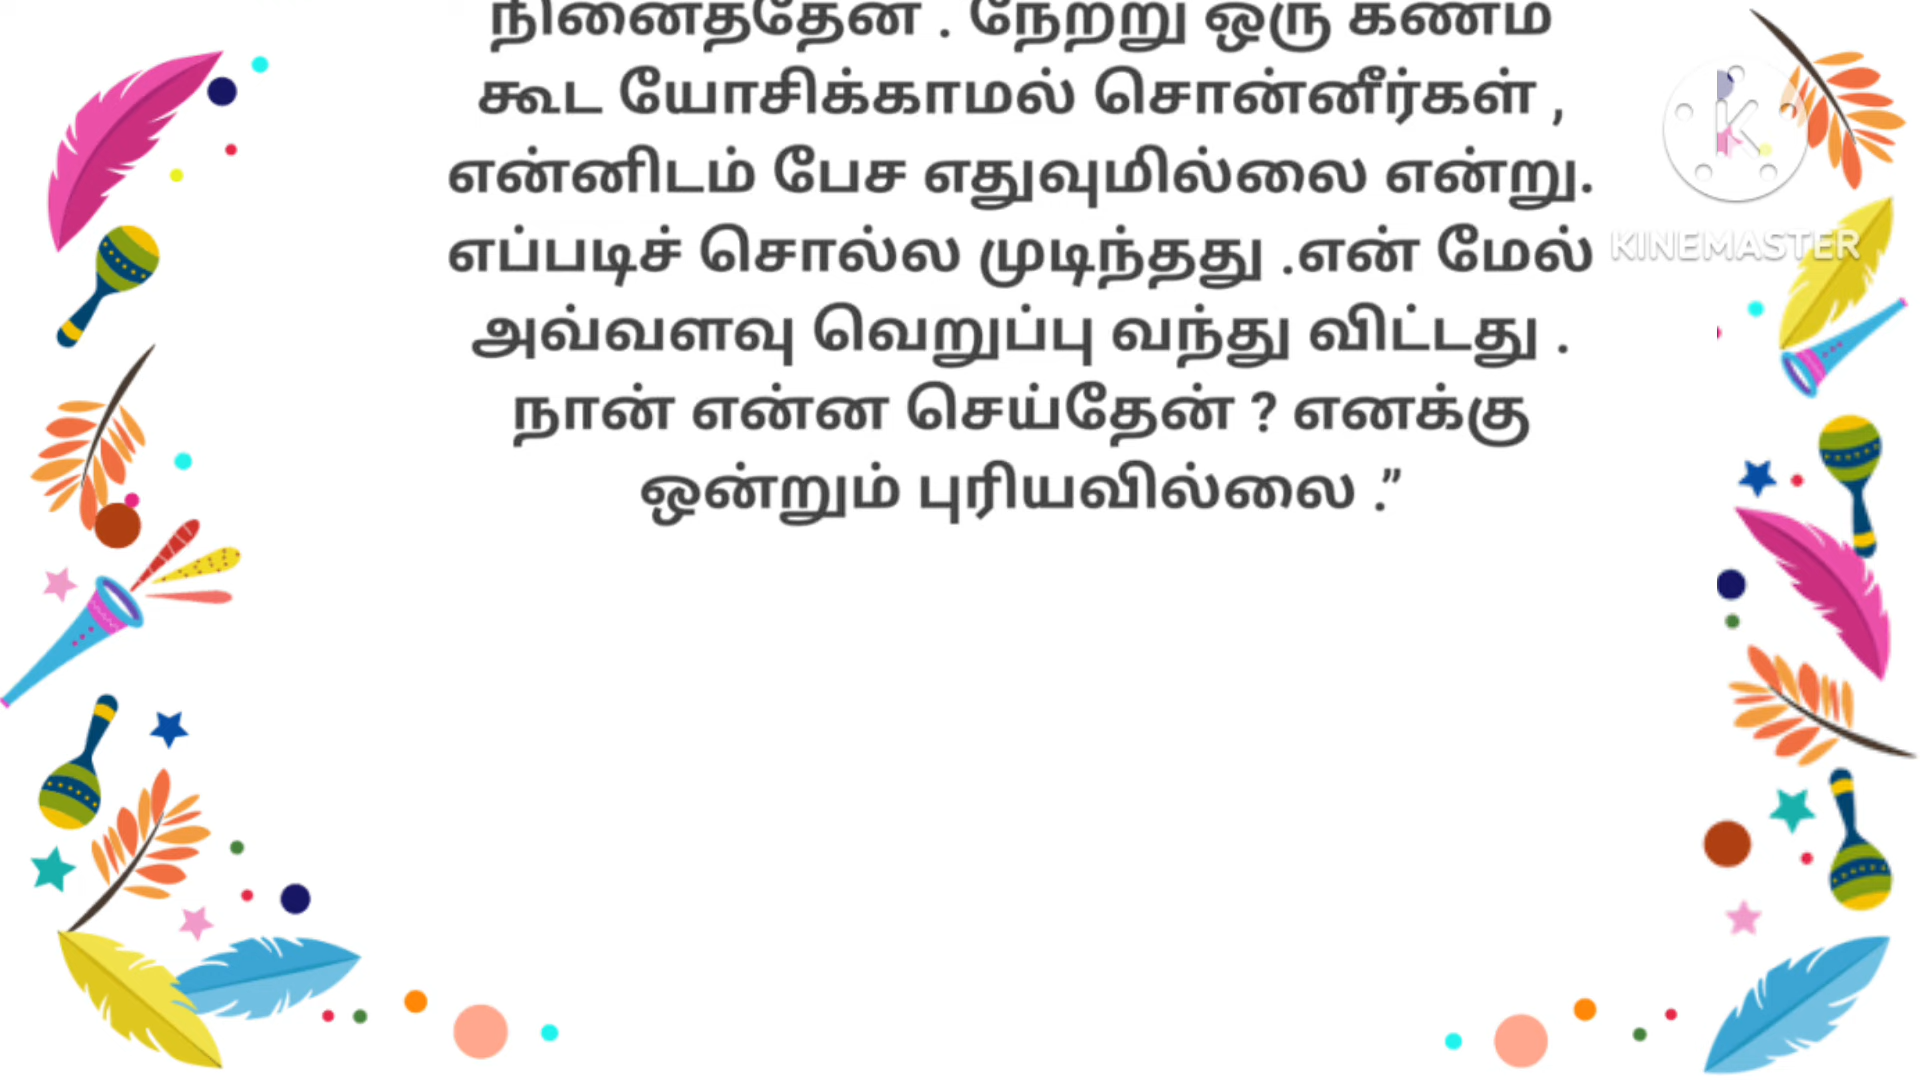 நினைத்தேன் . நேற்று ஒரு கணம்
கூட யோசிக்காமல் சொன்னீர்கள் ,
என்னிடம் பேச எதுவுமில்லை என்று.
எப்படிச் சொல்ல முடிந்தது .என் மேல்
அவ்வளவு வெறுப்பு வந்து விட்டது .
நான் என்ன செய்தேன் ? எனக்கு
ஒன்றும் புரியவில்லை .”
K
KINEMASTER